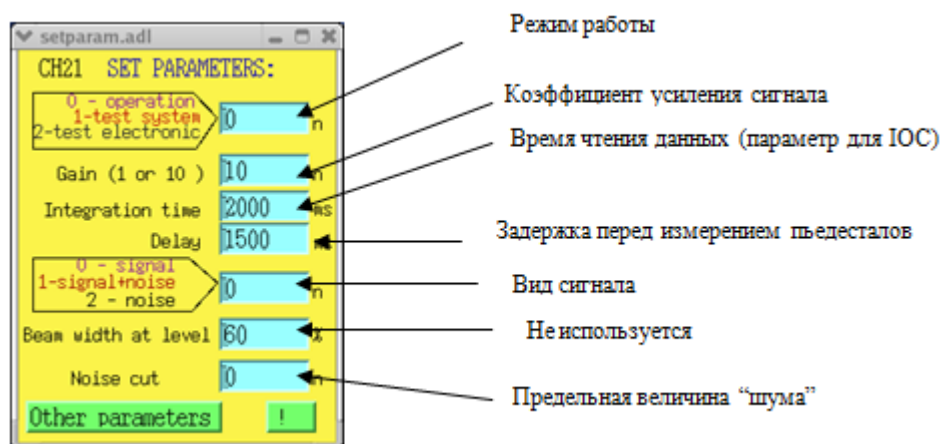 setparam.adl
CH21 SET PARAMETERS:
0 - operation
1-test system
2-test electronic
0
n
Gain (1 or 10 )
10
n
Integration time
2000
ms
Delay
1500
0 - signal
1-signal+noise
2 - noise
0
n
Beam width at level
60
%
Noise cut
0
n
Other parameters
!
Режим работы
Коэффициент усиления сигнала
Время чтения данных (параметр для IOC)
Задержка перед измерением пьедесталов
Вид сигнала
Не используется
Предельная величина “шума”